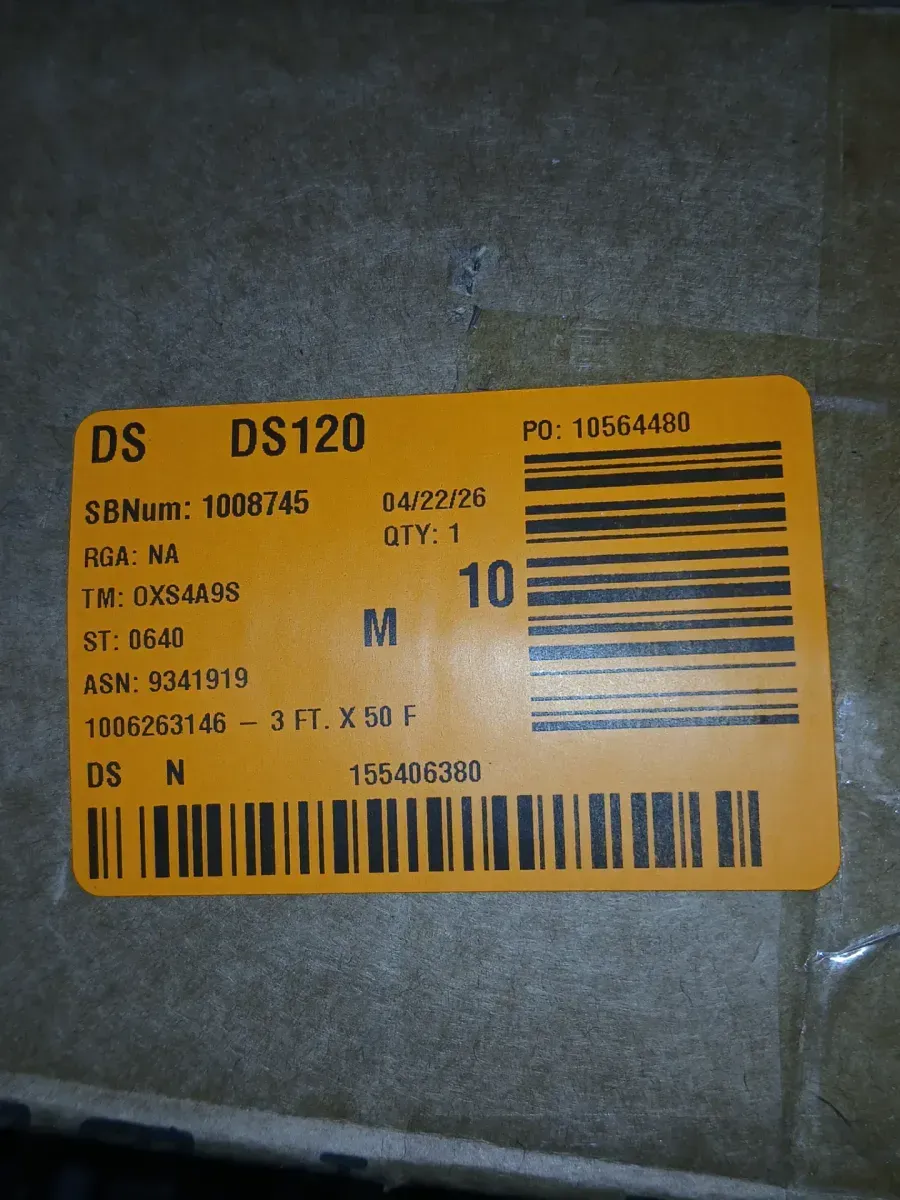 DS DS120
PO: 10564480
SBNum: 1008745 04/22/26
RGA: NA QTY: 1
TM: OXS4A9S 10
ST: 0640 M
ASN: 9341919
1006263146 – 3 FT. X 50 F
DS N 155406380